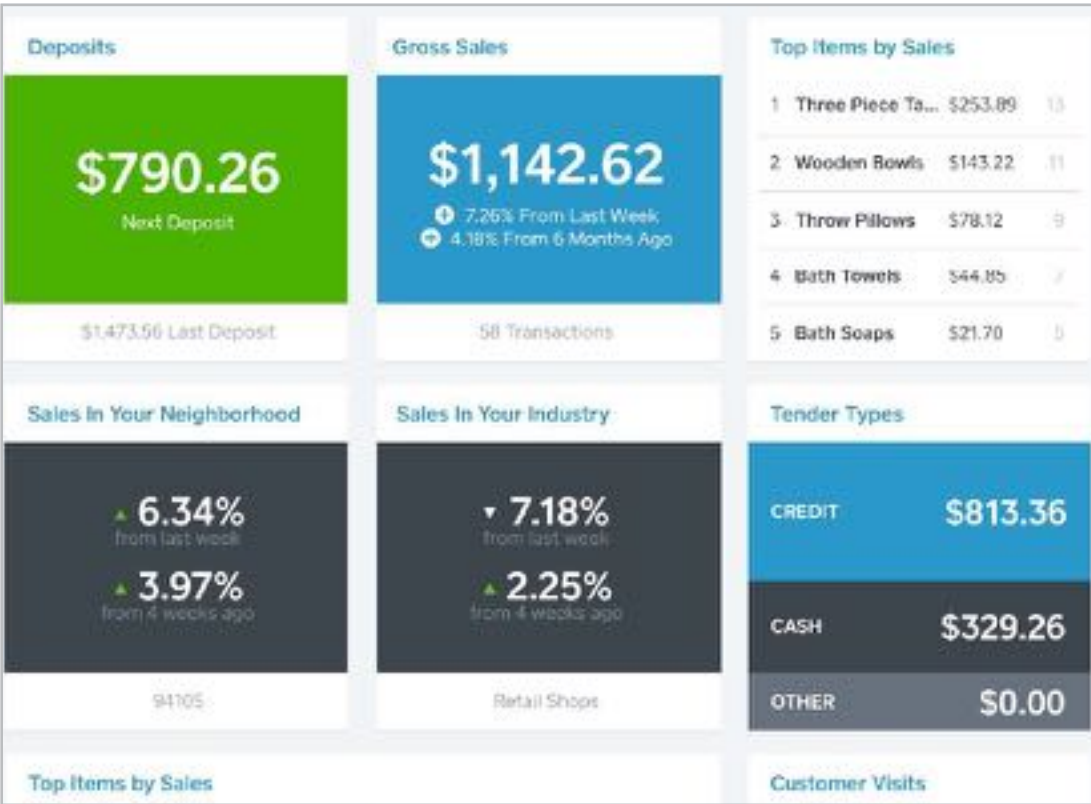 Deposits
$790.26
Next Deposit
$1,473.56 Last Deposit
Gross Sales
$1,142.62
7.26% From Last Week
4.18% From 6 Months Ago
58 Transactions
Top Items by Sales
1 Three Piece Ta... $253.89 13
2 Wooden Bowls $143.22 11
3 Throw Pillows $78.12 9
4 Bath Towels $44.85
5 Bath Soaps $21.70
Sales In Your Neighborhood
6.34%
from last week
3.97%
from 4 weeks ago
94105
Sales In Your Industry
7.18%
from last week
2.25%
from 4 weeks ago
Retail Shops
Tender Types
CREDIT $813.36
CASH $329.26
OTHER $0.00
Top Items by Sales
Customer Visits